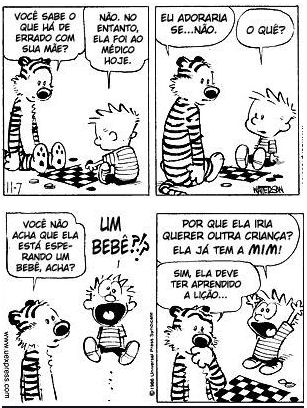 VOCÊ SABE O
QUE HÁ DE
ERRADO COM
SUA MÃE?
NÃO. NO
ENTANTO,
ELA FOI AO
MÉDICO
HOJE.
11-7
EU ADORARIA
SE...NÃO.
O QUÊ?
WATERSON
VOCÊ NÃO
ACHA QUE ELA
ESTÁ ESPE-
RANDO UM
BEBÊ, ACHA?
UM
BEBÊ?!?
www.uexpress.com
POR QUE ELA IRIA
QUERER OUTRA CRIANÇA?
ELA JÁ TEM A MIM!
SIM, ELA DEVE
TER APRENDIDO
A LIÇÃO...
Universal Press Syndicate